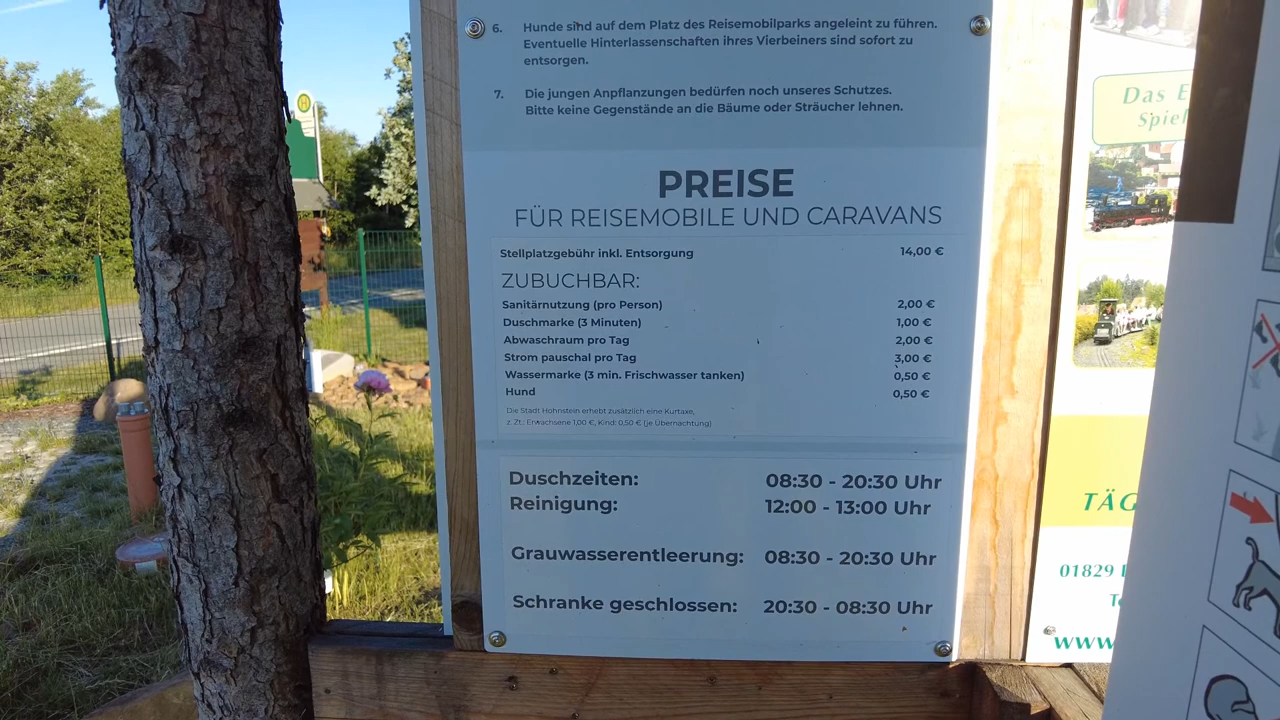 H
6. Hunde sind auf dem Platz des Reisemobilparks angeleint zu führen.
Eventuelle Hinterlassenschaften ihres Vierbeiners sind sofort zu
entsorgen.
7. Die jungen Anpflanzungen bedürfen noch unseres Schutzes.
Bitte keine Gegenstände an die Bäume oder Sträucher lehnen.
PREISE
FÜR REISEMOBILE UND CARAVANS
Stellplatzgebühr inkl. Entsorgung 14,00 €
ZUBUCHBAR:
Sanitärnutzung (pro Person) 2,00 €
Duschmarke (3 Minuten) 1,00 €
Abwaschraum pro Tag 2,00 €
Strom pauschal pro Tag 3,00 €
Wassermarke (3 min. Frischwasser tanken) 0,50 €
Hund 0,50 €
Die Stadt Hohnstein erhebt zusätzlich eine Kurtaxe,
z. Zt.: Erwachsene 1,00 €, Kind: 0,50 € (je Übernachtung)
Duschzeiten: 08:30 - 20:30 Uhr
Reinigung: 12:00 - 13:00 Uhr
Grauwasserentleerung: 08:30 - 20:30 Uhr
Schranke geschlossen: 20:30 - 08:30 Uhr
Das
Spiel
TÄG
01829
www.